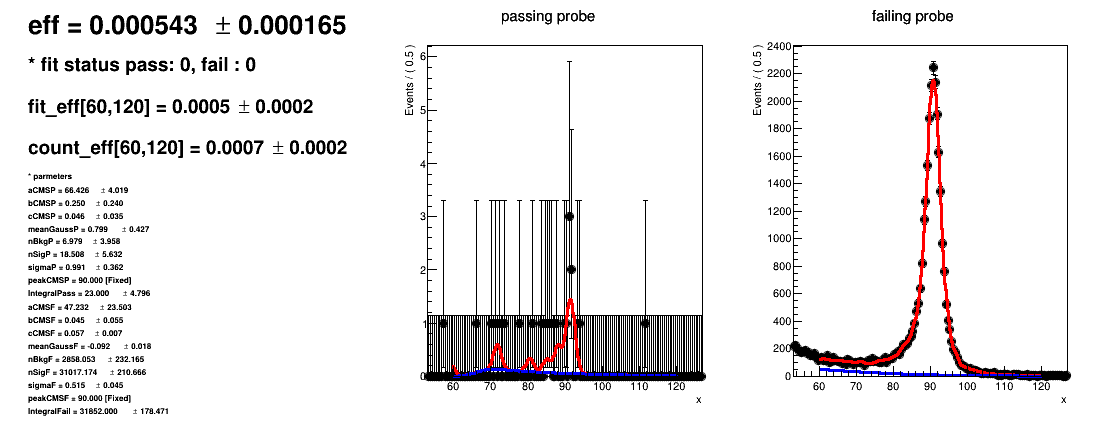 eff = 0.000543 ± 0.000165
* fit status pass: 0, fail : 0
fit_eff[60,120] = 0.0005 ± 0.0002
count_eff[60,120] = 0.0007 ± 0.0002
* parmeters
aCMSP = 66.426 ± 4.019
bCMSP = 0.250 ± 0.240
cCMSP = 0.046 ± 0.035
meanGaussP = 0.799 ± 0.427
nBkgP = 6.979 ± 3.958
nSigP = 18.508 ± 5.632
sigmaP = 0.991 ± 0.362
peakCMSP = 90.000 [Fixed]
IntegralPass = 23.000 ± 4.796
aCMSF = 47.232 ± 23.503
bCMSF = 0.045 ± 0.055
cCMSF = 0.057 ± 0.007
meanGaussF = -0.092 ± 0.018
nBkgF = 2858.053 ± 232.165
nSigF = 31017.174 ± 210.666
sigmaF = 0.515 ± 0.045
peakCMSF = 90.000 [Fixed]
IntegralFail = 31852.000 ± 178.471
passing probe
Events / ( 0.5 )
6
5
4
3
2
1
0
60 70 80 90 100 110 120
x
failing probe
Events / ( 0.5 )
2400
2200
2000
1800
1600
1400
1200
1000
800
600
400
200
0
60 70 80 90 100 110 120
x